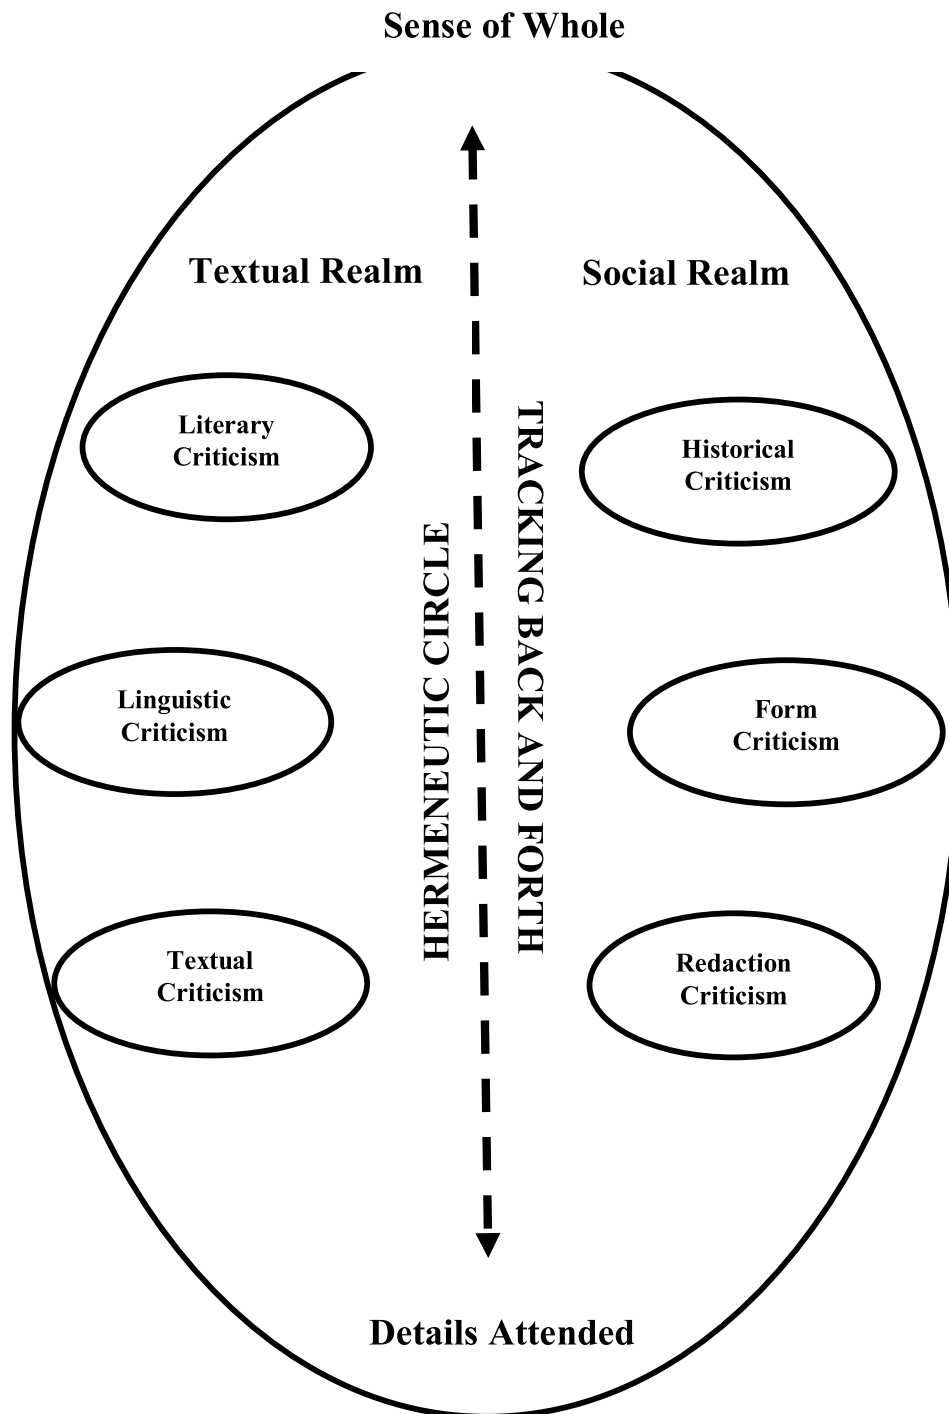 Sense of Whole
Textual Realm
Social Realm
Literary
Criticism
Historical
Criticism
HERMENEUTIC CIRCLE
TRACKING BACK AND FORTH
Linguistic
Criticism
Form
Criticism
Textual
Criticism
Redaction
Criticism
Details Attended